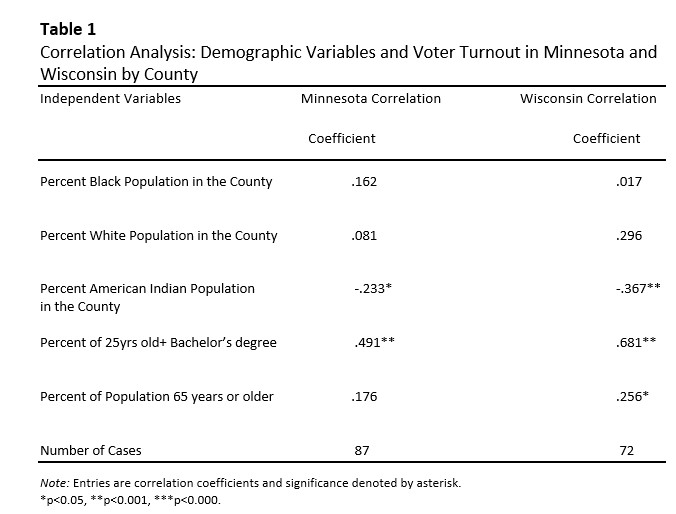 Table 1
Correlation Analysis: Demographic Variables and Voter Turnout in Minnesota and
Wisconsin by County
Independent Variables Minnesota Correlation Wisconsin Correlation
Coefficient Coefficient
Percent Black Population in the County .162 .017
Percent White Population in the County .081 .296
Percent American Indian Population -.233* -.367**
in the County
Percent of 25yrs old+ Bachelor’s degree .491** .681**
Percent of Population 65 years or older .176 .256*
Number of Cases 87 72
Note: Entries are correlation coefficients and significance denoted by asterisk.
*p<0.05, **p<0.001, ***p<0.000.